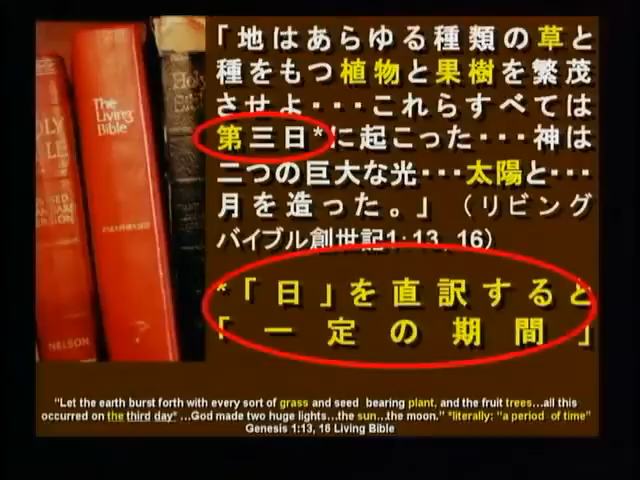 「地はあらゆる種類の草と
種をもつ植物と果樹を繁茂
させよ･･･これらすべては
第三日*に起こった･･･神は
二つの巨大な光･･･太陽と･･･
月を造った。」（リビング
バイブル創世記1:13, 16）
*「日」を直訳すると
「一定の期間」
The
Living
Bible
Holy
NELSON
"Let the earth burst forth with every sort of grass and seed bearing plant, and the fruit trees...all this
occurred on the third day* ...God made two huge lights...the sun...the moon." *literally: "a period of time"
Genesis 1:13, 16 Living Bible